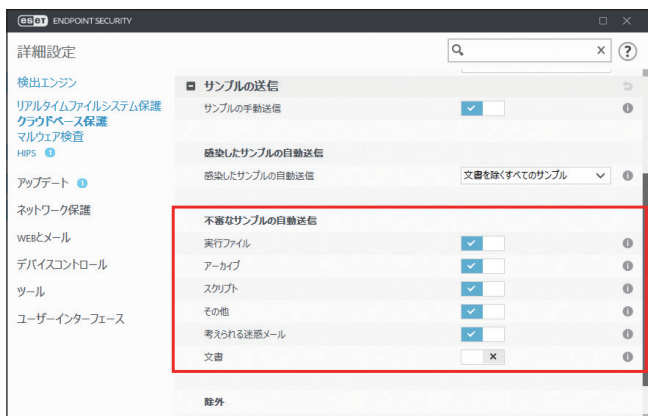 eset ENDPOINT SECURITY
詳細設定
検出エンジン
リアルタイムファイルシステム保護
クラウドベース保護
マルウェア検査
HIPS
アップデート
ネットワーク保護
WEBとメール
デバイスコントロール
ツール
ユーザーインターフェース
サンプルの送信
サンプルの手動送信
感染したサンプルの自動送信
感染したサンプルの自動送信 文書を除くすべてのサンプル
不審なサンプルの自動送信
実行ファイル
アーカイブ
スクリプト
その他
考えられる迷惑メール
文書
除外